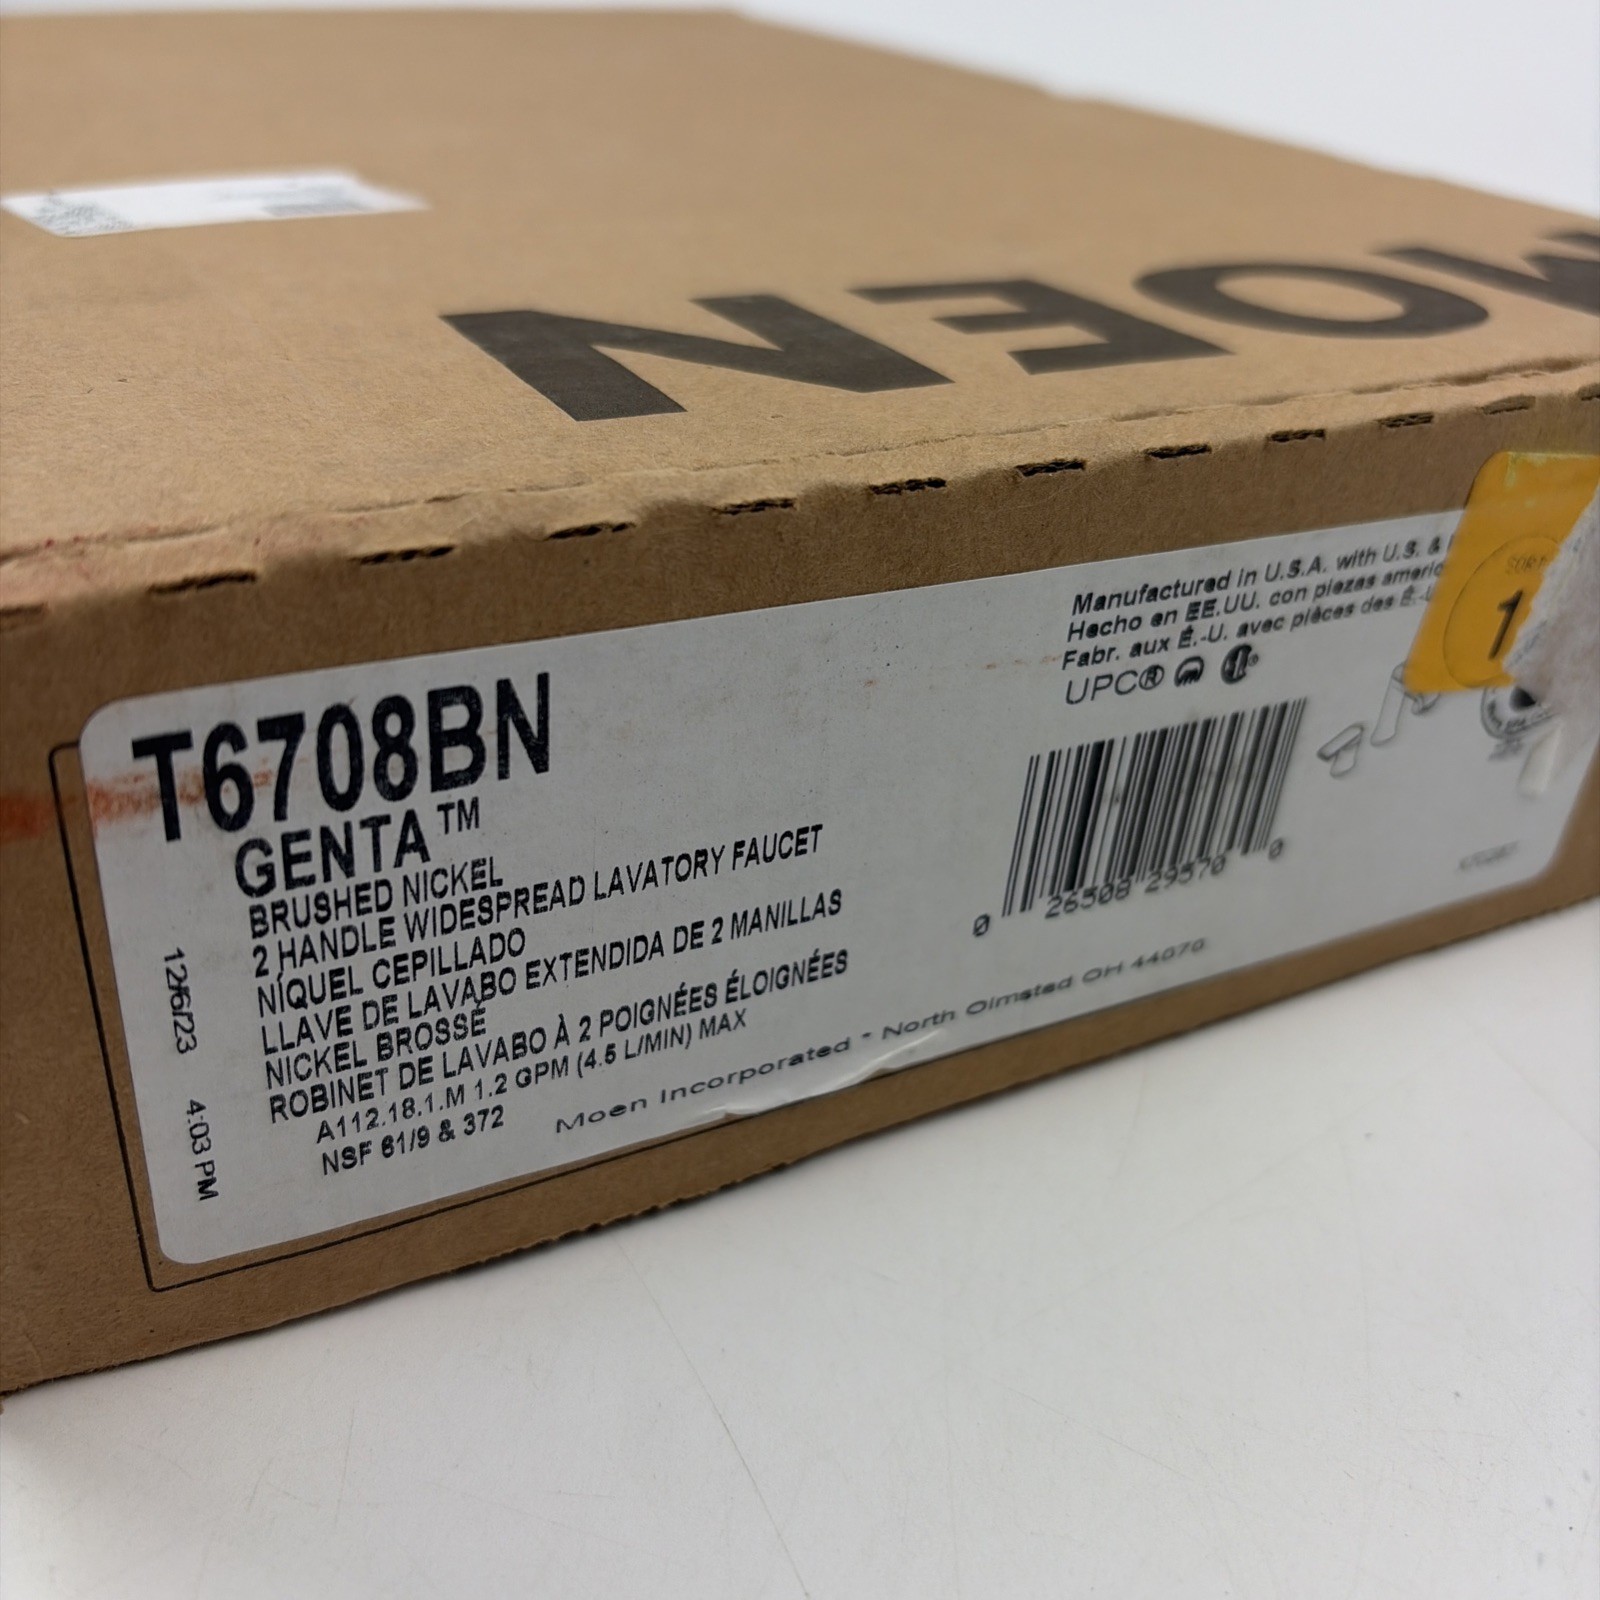 MOEN
T6708BN
GENTA™
BRUSHED NICKEL
2 HANDLE WIDESPREAD LAVATORY FAUCET
NÍQUEL CEPILLADO
LLAVE DE LAVABO EXTENDIDA DE 2 MANILLAS
NICKEL BROSSÉ
ROBINET DE LAVABO À 2 POIGNÉES ÉLOIGNÉES
A112.18.1.M 1.2 GPM (4.5 L/MIN) MAX
NSF 61/9 & 372
12/6/23 4:03 PM
Manufactured in U.S.A. with U.S. &
Hecho en EE.UU. con piezas
Fabr. aux É.-U. avec pièces des
UPC®
1
0 26508 29570 0
Moen Incorporated - North Olmsted OH 44070